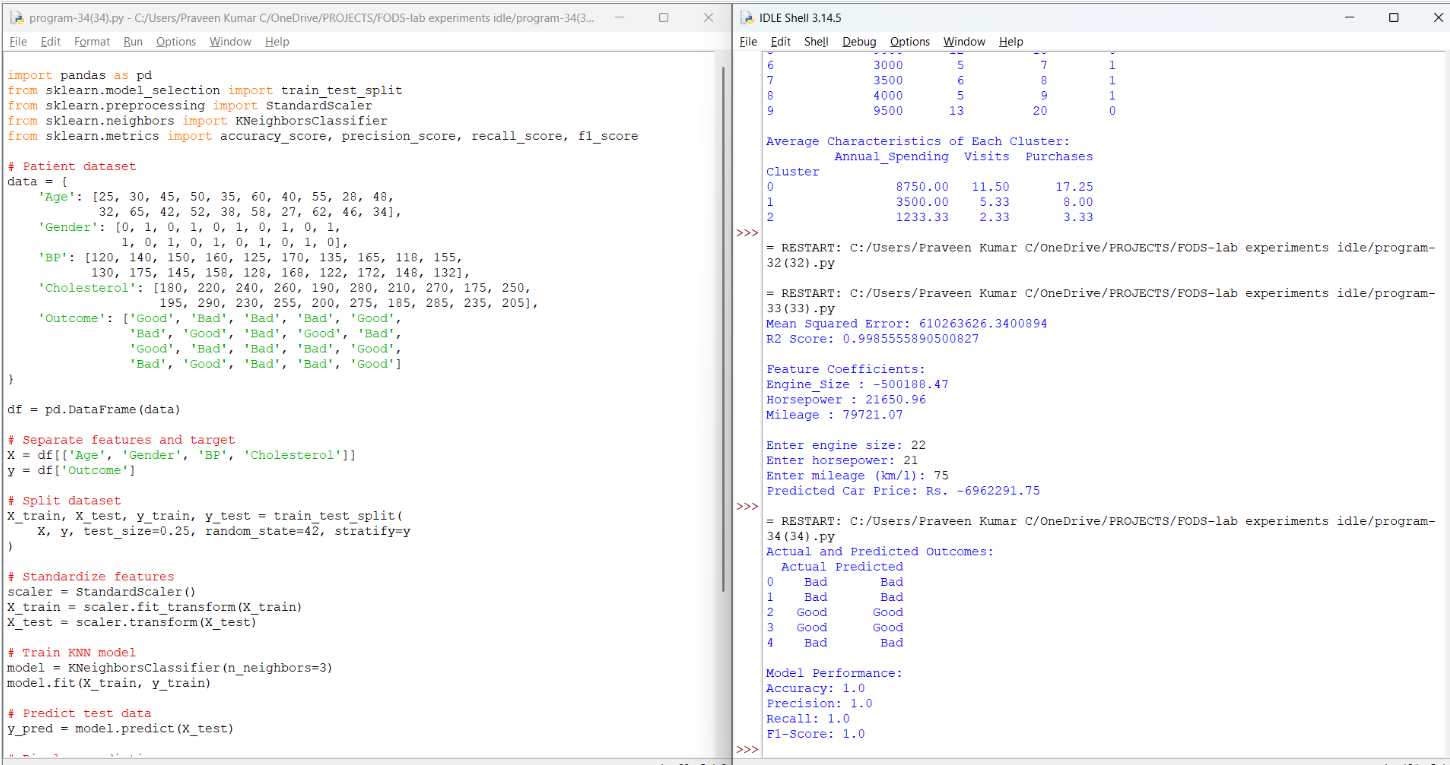 program-34(34).py - C:/Users/Praveen Kumar C/OneDrive/PROJECTS/FODS-lab experiments idle/program-34(3...
File Edit Format Run Options Window Help
import pandas as pd
from sklearn.model_selection import train_test_split
from sklearn.preprocessing import StandardScaler
from sklearn.neighbors import KNeighborsClassifier
from sklearn.metrics import accuracy_score, precision_score, recall_score, f1_score
# Patient dataset
data = {
    'Age': [25, 30, 45, 50, 35, 60, 40, 55, 28, 48,
            32, 65, 42, 52, 38, 58, 27, 62, 46, 34],
    'Gender': [0, 1, 0, 1, 0, 1, 0, 1, 0, 1,
               1, 0, 1, 0, 1, 0, 1, 0, 1, 0],
    'BP': [120, 140, 150, 160, 125, 170, 135, 165, 118, 155,
           130, 175, 145, 158, 128, 168, 122, 172, 148, 132],
    'Cholesterol': [180, 220, 240, 260, 190, 280, 210, 270, 175, 250,
                    195, 290, 230, 255, 200, 275, 185, 285, 235, 205],
    'Outcome': ['Good', 'Bad', 'Bad', 'Bad', 'Good',
                'Bad', 'Good', 'Bad', 'Good', 'Bad',
                'Good', 'Bad', 'Bad', 'Bad', 'Good',
                'Bad', 'Good', 'Bad', 'Bad', 'Good']
}
df = pd.DataFrame(data)
# Separate features and target
X = df[['Age', 'Gender', 'BP', 'Cholesterol']]
y = df['Outcome']
# Split dataset
X_train, X_test, y_train, y_test = train_test_split(
    X, y, test_size=0.25, random_state=42, stratify=y
)
# Standardize features
scaler = StandardScaler()
X_train = scaler.fit_transform(X_train)
X_test = scaler.transform(X_test)
# Train KNN model
model = KNeighborsClassifier(n_neighbors=3)
model.fit(X_train, y_train)
# Predict test data
y_pred = model.predict(X_test)
IDLE Shell 3.14.5
File Edit Shell Debug Options Window Help
6 3000 5 7 1
7 3500 6 8 1
8 4000 5 9 1
9 9500 13 20 0
Average Characteristics of Each Cluster:
Annual_Spending Visits Purchases
Cluster
0 8750.00 11.50 17.25
1 3500.00 5.33 8.00
2 1233.33 2.33 3.33
>>>
= RESTART: C:/Users/Praveen Kumar C/OneDrive/PROJECTS/FODS-lab experiments idle/program-
32(32).py
= RESTART: C:/Users/Praveen Kumar C/OneDrive/PROJECTS/FODS-lab experiments idle/program-
33(33).py
Mean Squared Error: 610263626.3400894
R2 Score: 0.9985555890500827
Feature Coefficients:
Engine_Size : -500188.47
Horsepower : 21650.96
Mileage : 79721.07
Enter engine size: 22
Enter horsepower: 21
Enter mileage (km/l): 75
Predicted Car Price: Rs. -6962291.75
>>>
= RESTART: C:/Users/Praveen Kumar C/OneDrive/PROJECTS/FODS-lab experiments idle/program-
34(34).py
Actual and Predicted Outcomes:
Actual Predicted
0 Bad Bad
1 Bad Bad
2 Good Good
3 Good Good
4 Bad Bad
Model Performance:
Accuracy: 1.0
Precision: 1.0
Recall: 1.0
F1-Score: 1.0
>>>